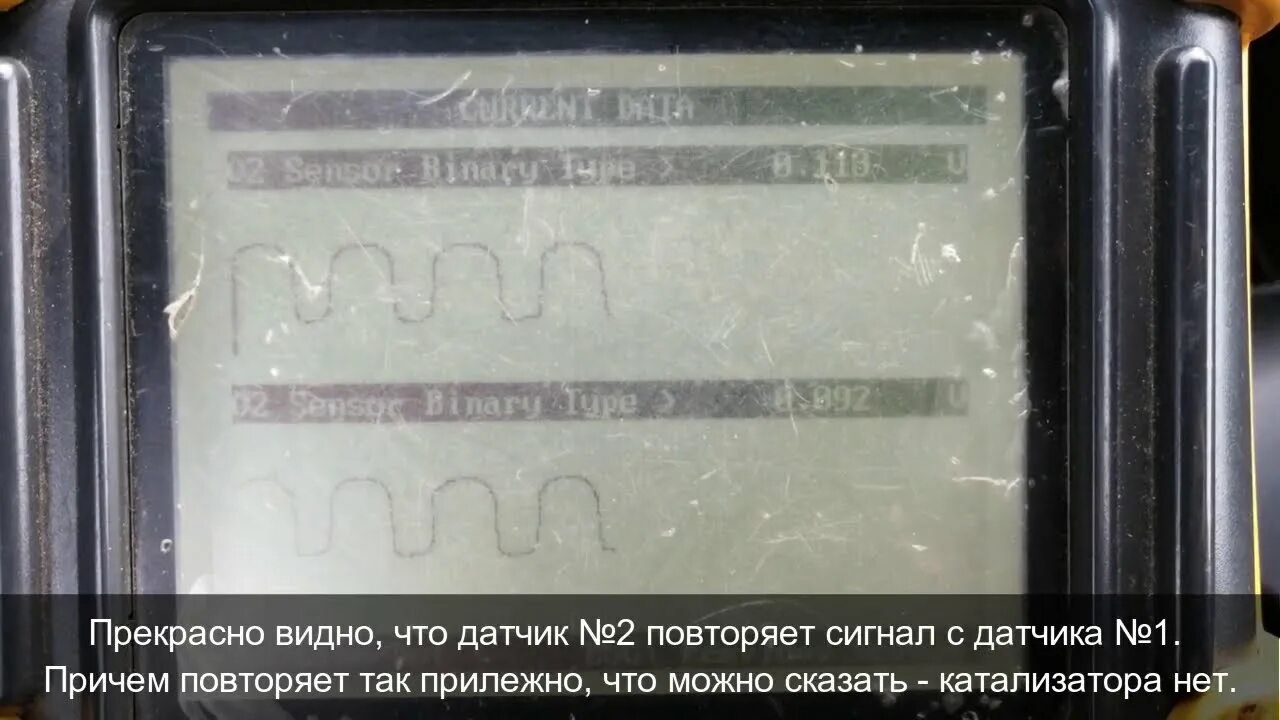 CURRENT DATA
O2 Sensor Binary Type > 0.110 V
O2 Sensor Binary Type > 0.092 V
Прекрасно видно, что датчик №2 повторяет сигнал с датчика №1.
Причем повторяет так прилежно, что можно сказать - катализатора нет.